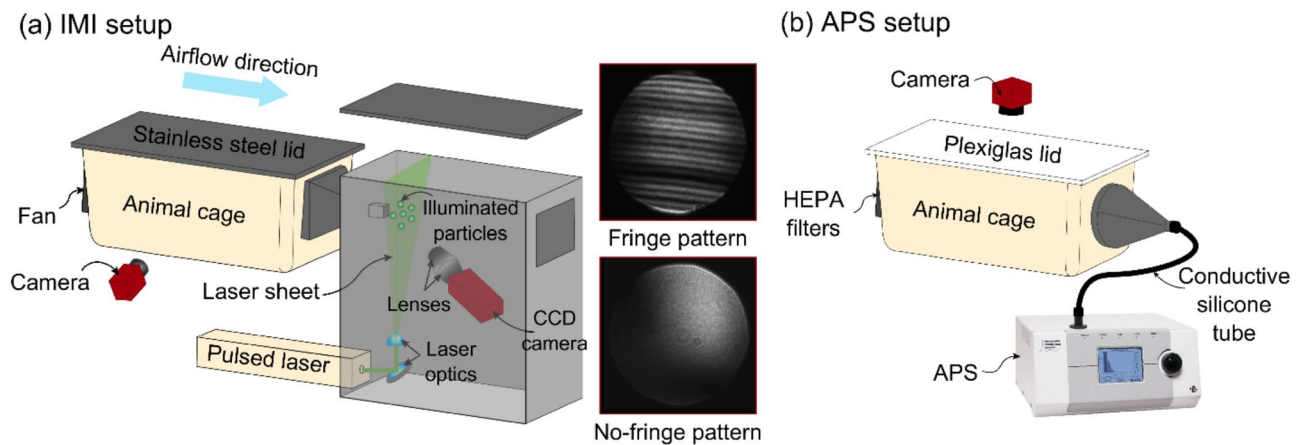 (a) IMI setup
Airflow direction
Stainless steel lid
Animal cage
Fan
Camera
Illuminated
particles
Laser sheet
Lenses
CCD
camera
Pulsed laser
Laser
optics
Fringe pattern
No-fringe pattern
(b) APS setup
Camera
Plexiglas lid
HEPA
filters
Animal cage
Conductive
silicone
tube
APS